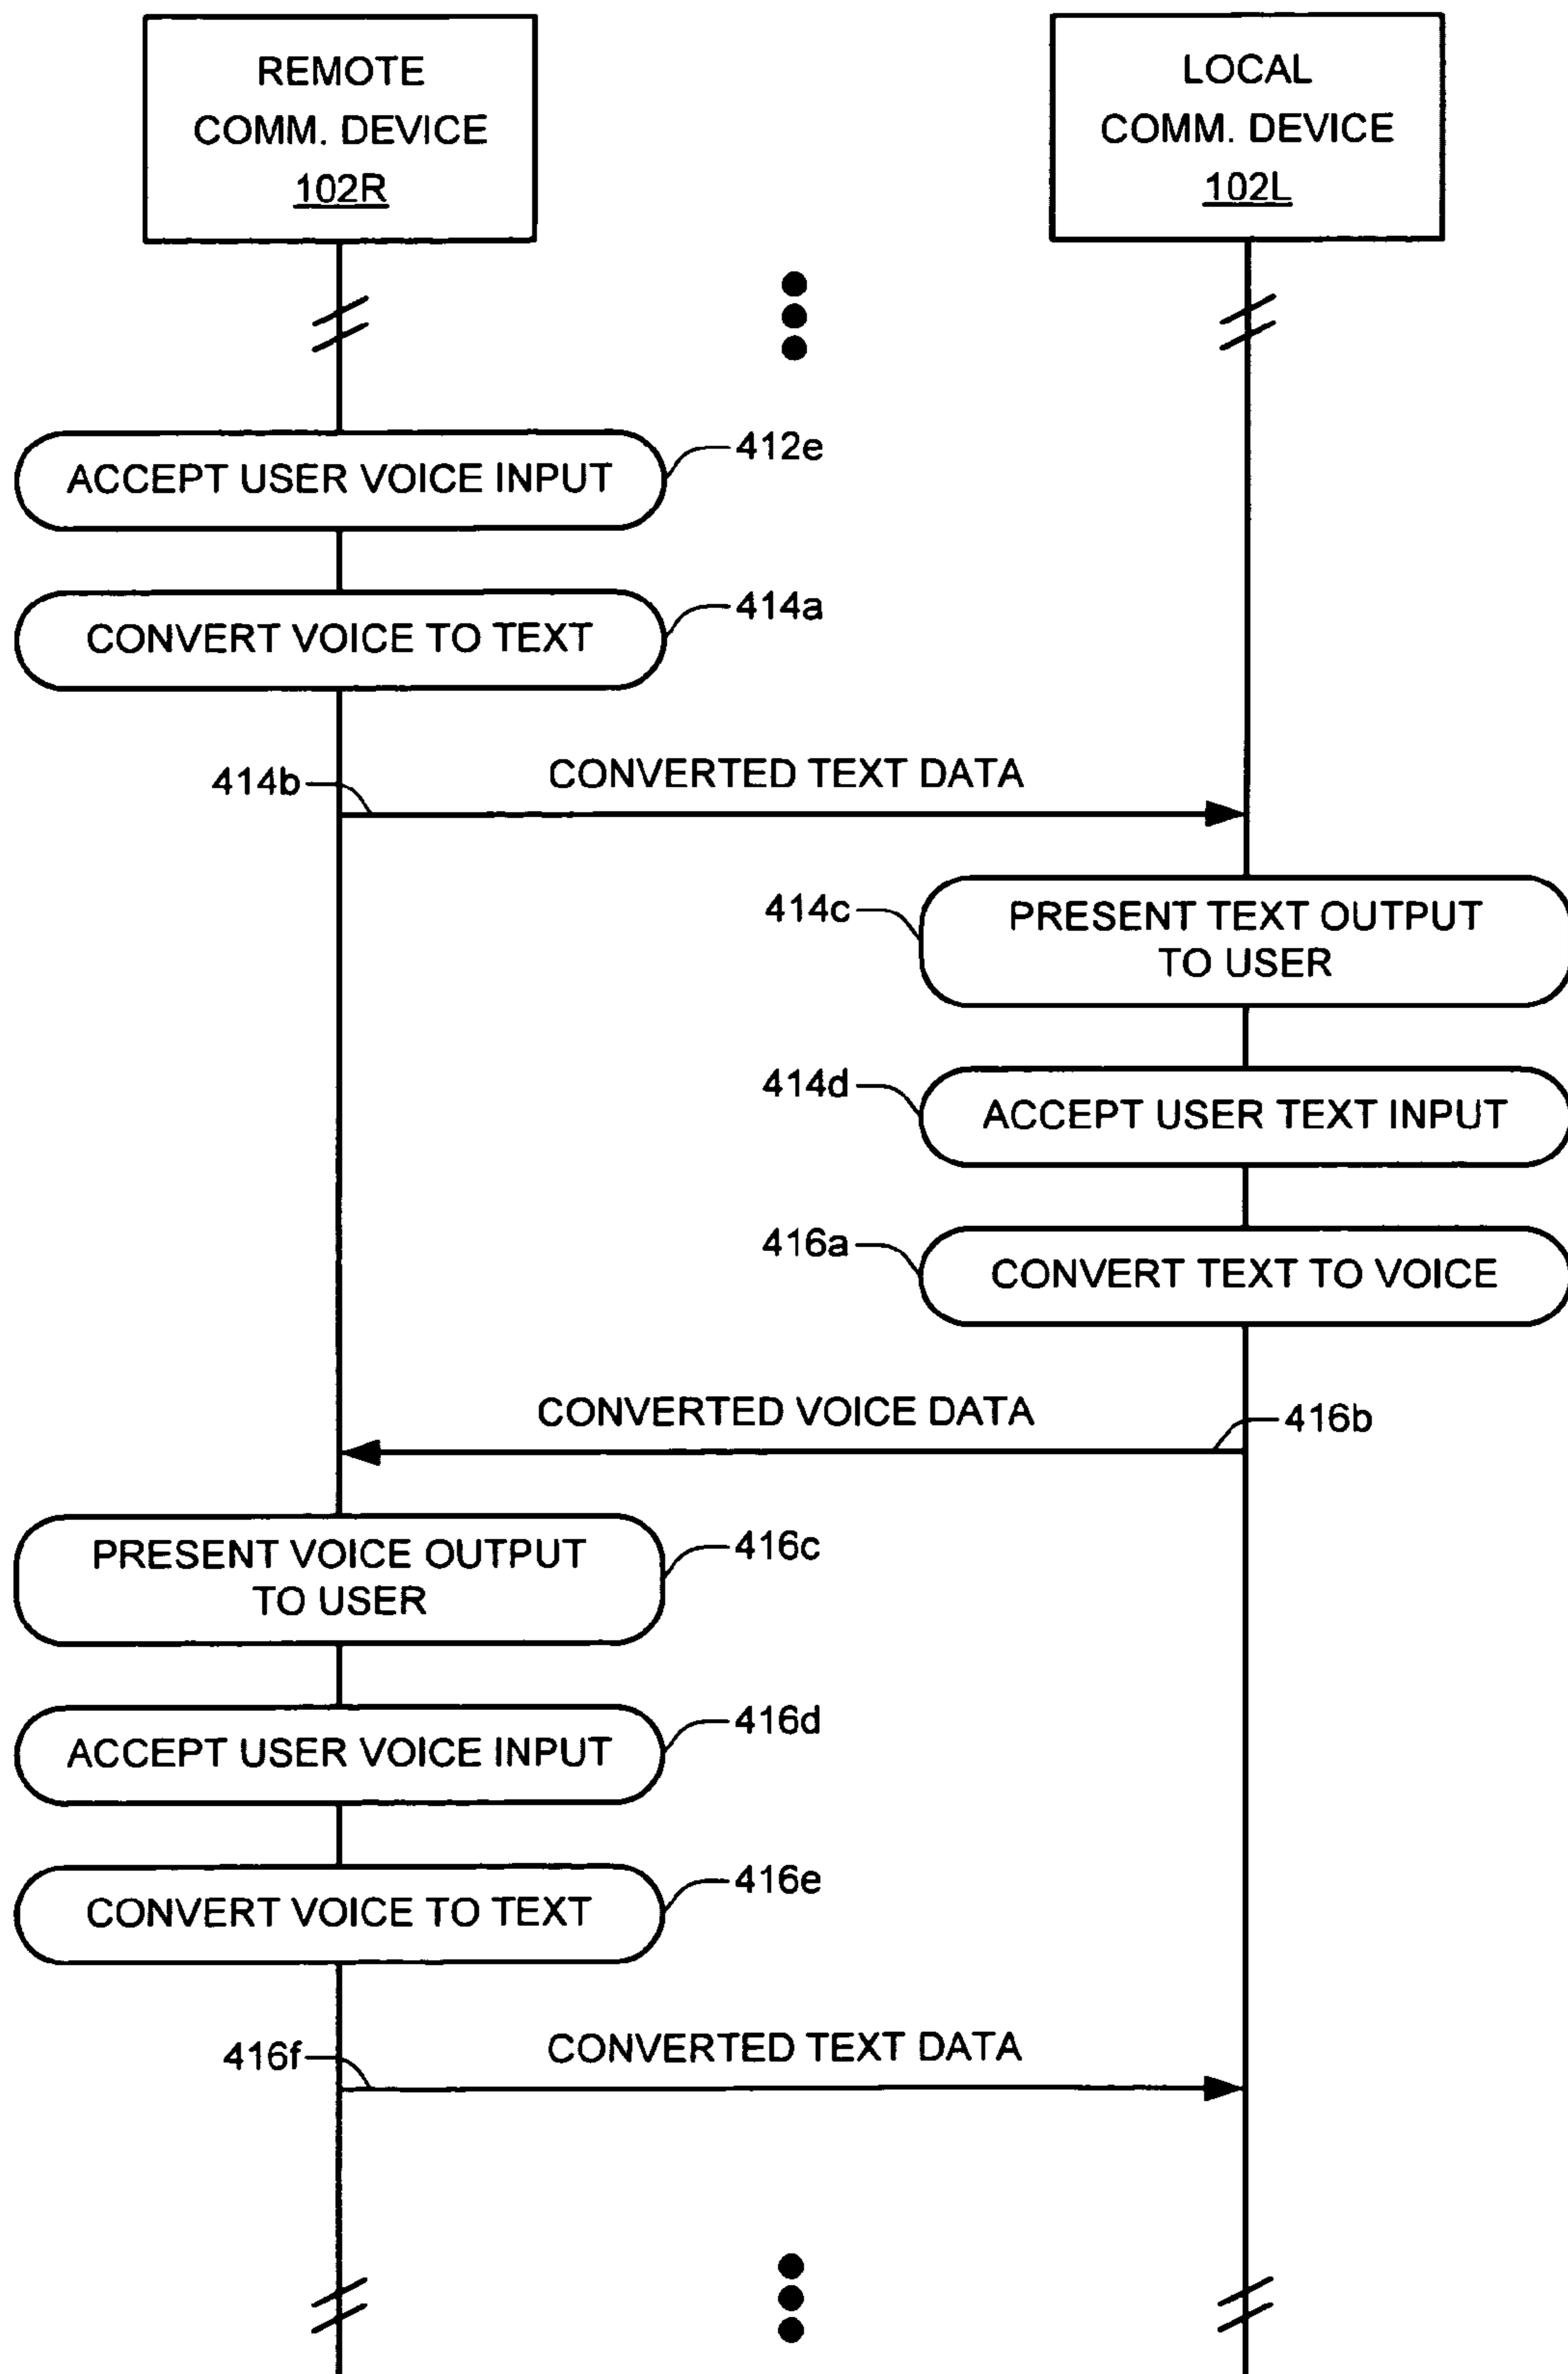 REMOTE
COMM. DEVICE
102R
LOCAL
COMM. DEVICE
102L
ACCEPT USER VOICE INPUT
412e
CONVERT VOICE TO TEXT
414a
414b
CONVERTED TEXT DATA
414c
PRESENT TEXT OUTPUT
TO USER
414d
ACCEPT USER TEXT INPUT
416a
CONVERT TEXT TO VOICE
CONVERTED VOICE DATA
416b
PRESENT VOICE OUTPUT
TO USER
416c
ACCEPT USER VOICE INPUT
416d
CONVERT VOICE TO TEXT
416e
416f
CONVERTED TEXT DATA